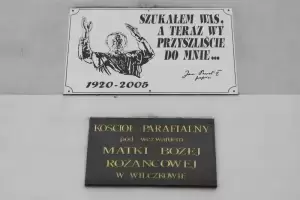 SZUKAŁEM WAS,
A TERAZ WY
PRZYSZLIŚCIE
DO MNIE...
1920-2005
KOŚCIÓŁ PARAFIALNY
pod wezwaniem
MATKI BOŻEJ
RÓŻAŃCOWEJ
W WILCZKOWIE